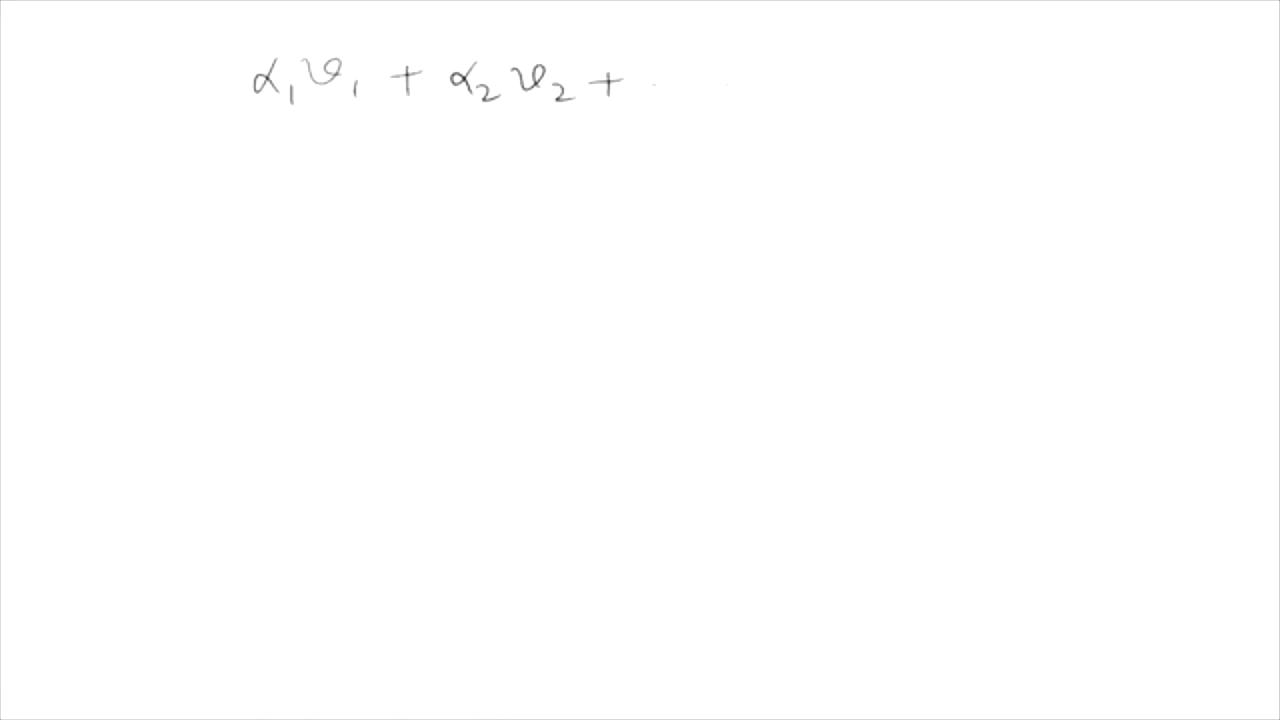 α₁v₁ + α₂v₂ +